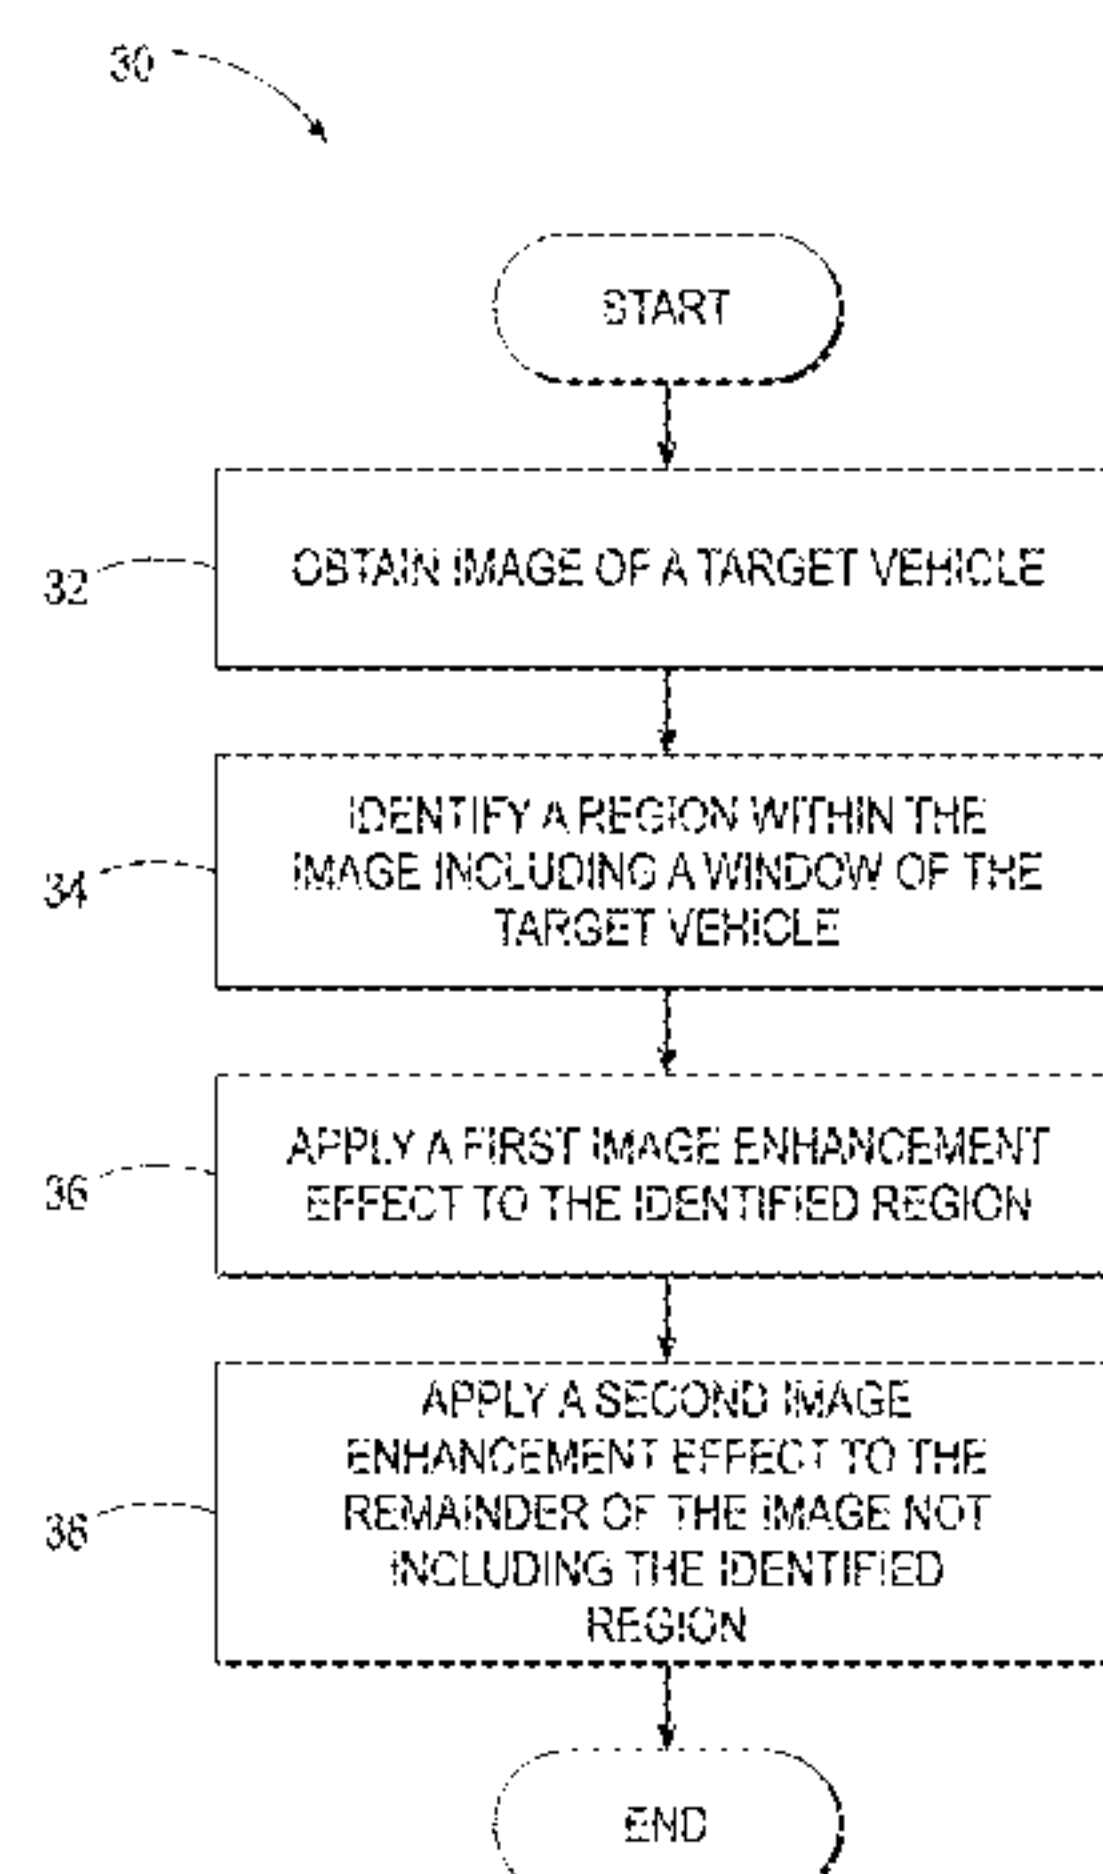 30
START
32
OBTAIN IMAGE OF A TARGET VEHICLE
34
IDENTIFY A REGION WITHIN THE
IMAGE INCLUDING A WINDOW OF THE
TARGET VEHICLE
36
APPLY A FIRST IMAGE ENHANCEMENT
EFFECT TO THE IDENTIFIED REGION
38
APPLY A SECOND IMAGE
ENHANCEMENT EFFECT TO THE
REMAINDER OF THE IMAGE NOT
INCLUDING THE IDENTIFIED
REGION
END